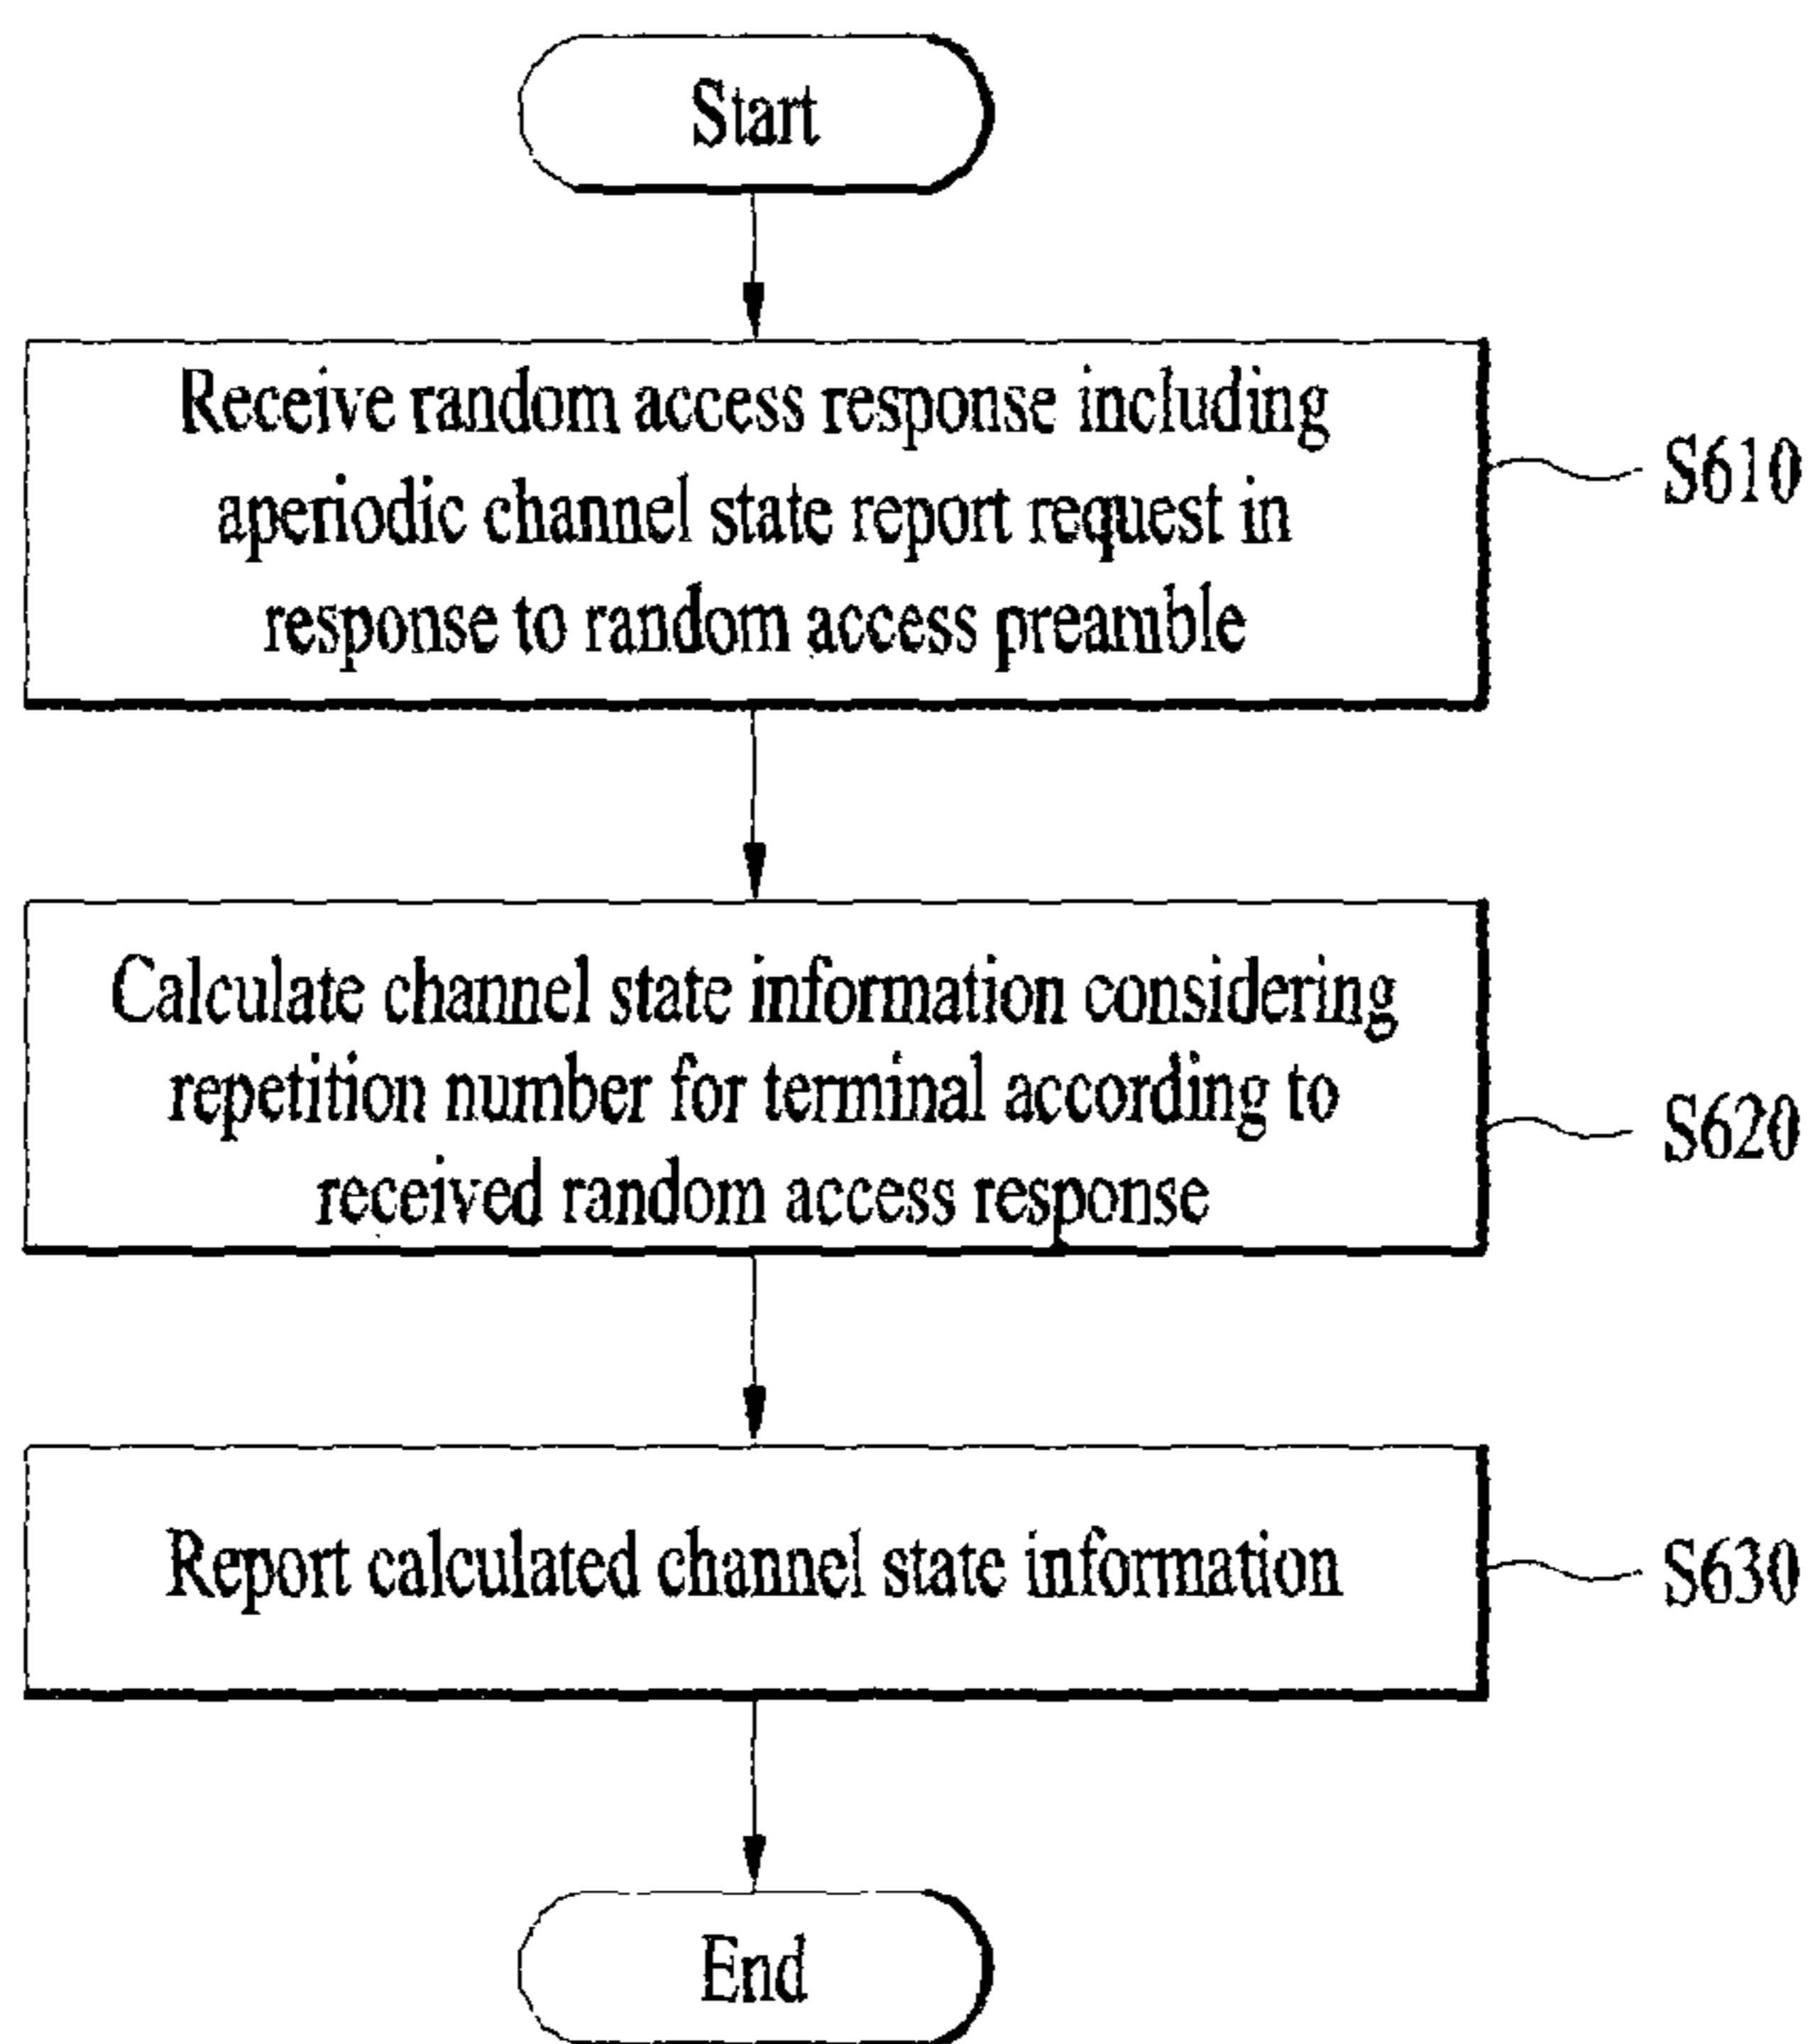 Start
Receive random access response including
aperiodic channel state report request in
response to random access preamble
S610
Calculate channel state information considering
repetition number for terminal according to
received random access response
S620
Report calculated channel state information
S630
End